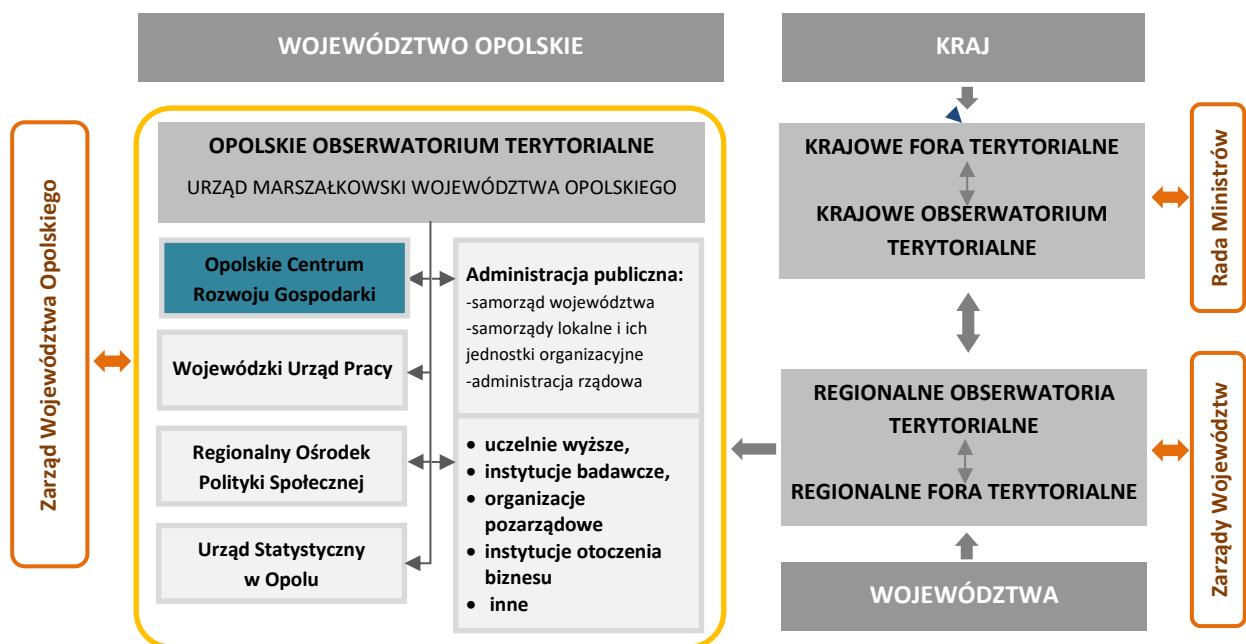 WOJEWÓDZTWO OPOLSKIE
KRAJ
Zarząd Województwa Opolskiego
OPOLSKIE OBSERWATORIUM TERYTORIALNE
URZĄD MARSZAŁKOWSKI WOJEWÓDZTWA OPOLSKIEGO
Opolskie Centrum
Rozwoju Gospodarki
Wojewódzki Urząd Pracy
Regionalny Ośrodek
Polityki Społecznej
Urząd Statystyczny
w Opolu
Administracja publiczna:
-samorząd województwa
-samorządy lokalne i ich
jednostki organizacyjne
-administracja rządowa
• uczelnie wyższe,
• instytucje badawcze,
• organizacje
pozarządowe
• instytucje otoczenia
biznesu
• inne
KRAJOWE FORA TERYTORIALNE
KRAJOWE OBSERWATORIUM
TERYTORIALNE
Rada Ministrów
REGIONALNE OBSERWATORIA
TERYTORIALNE
REGIONALNE FORA TERYTORIALNE
Zarządy Województw
WOJEWÓDZTWA